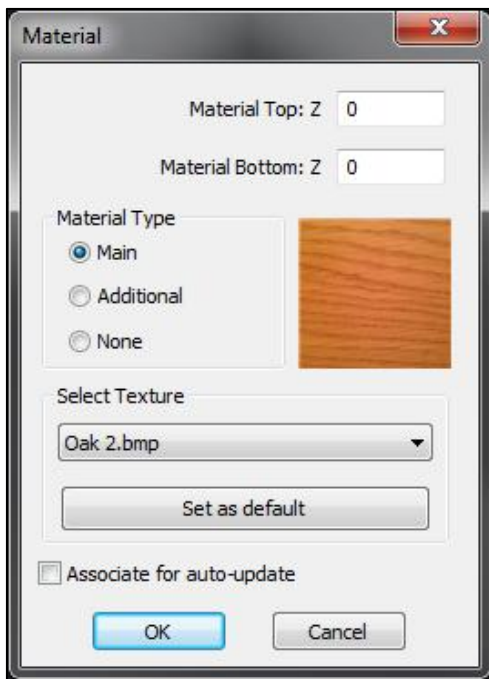 Material
Material Top: Z 0
Material Bottom: Z 0
Material Type
Main
Additional
None
Select Texture
Oak 2.bmp
Set as default
Associate for auto-update
OK Cancel